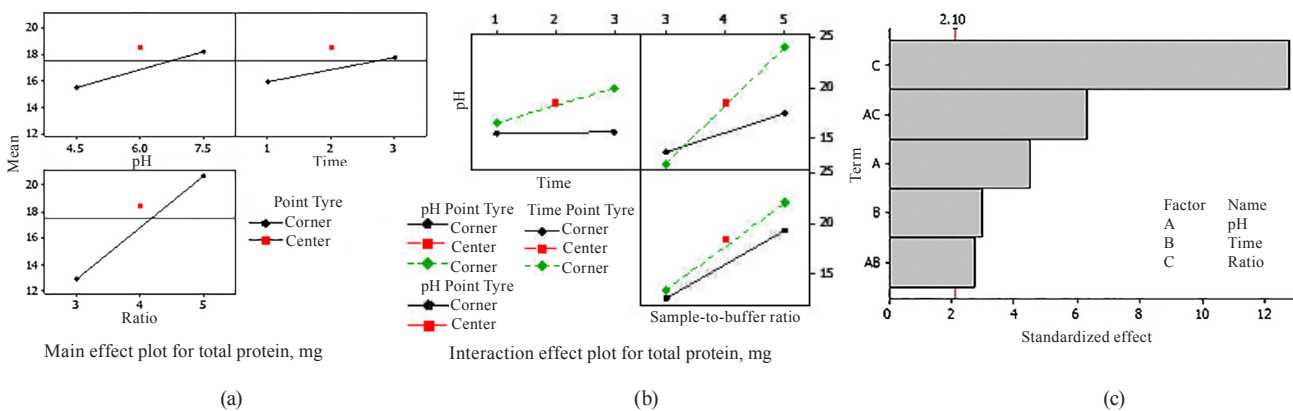 Mean
20
18
16
14
12
4.5 6.0 7.5
pH
1 2 3
Time
20
18
16
14
12
3 4 5
Ratio
Point Tyre
Corner
Center
Main effect plot for total protein, mg
(a)
1 2 3 3 4 5
pH
25
20
15
25
20
15
Time
Sample-to-buffer ratio
pH Point Tyre
Corner
Center
Corner
Time Point Tyre
Corner
Center
Corner
pH Point Tyre
Corner
Center
Interaction effect plot for total protein, mg
(b)
2.10
Term
C
AC
A
B
AB
0 2 4 6 8 10 12
Standardized effect
Factor Name
A pH
B Time
C Ratio
(c)